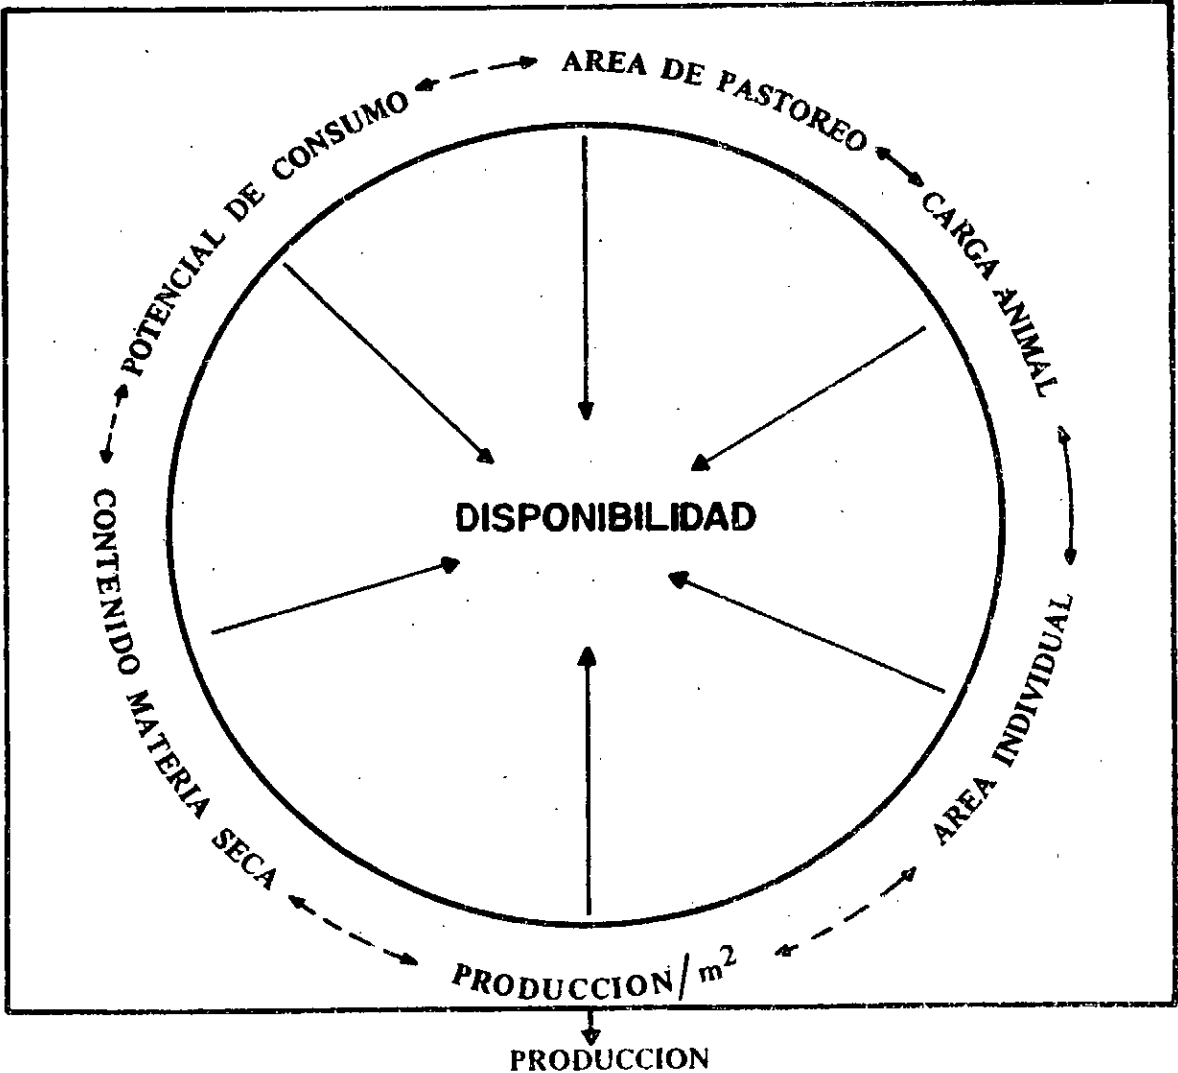 AREA DE PASTOREO
CARGA ANIMAL
AREA INDIVIDUAL
PRODUCCION/m²
CONTENIDO MATERIA SECA
POTENCIAL DE CONSUMO
DISPONIBILIDAD
PRODUCCION